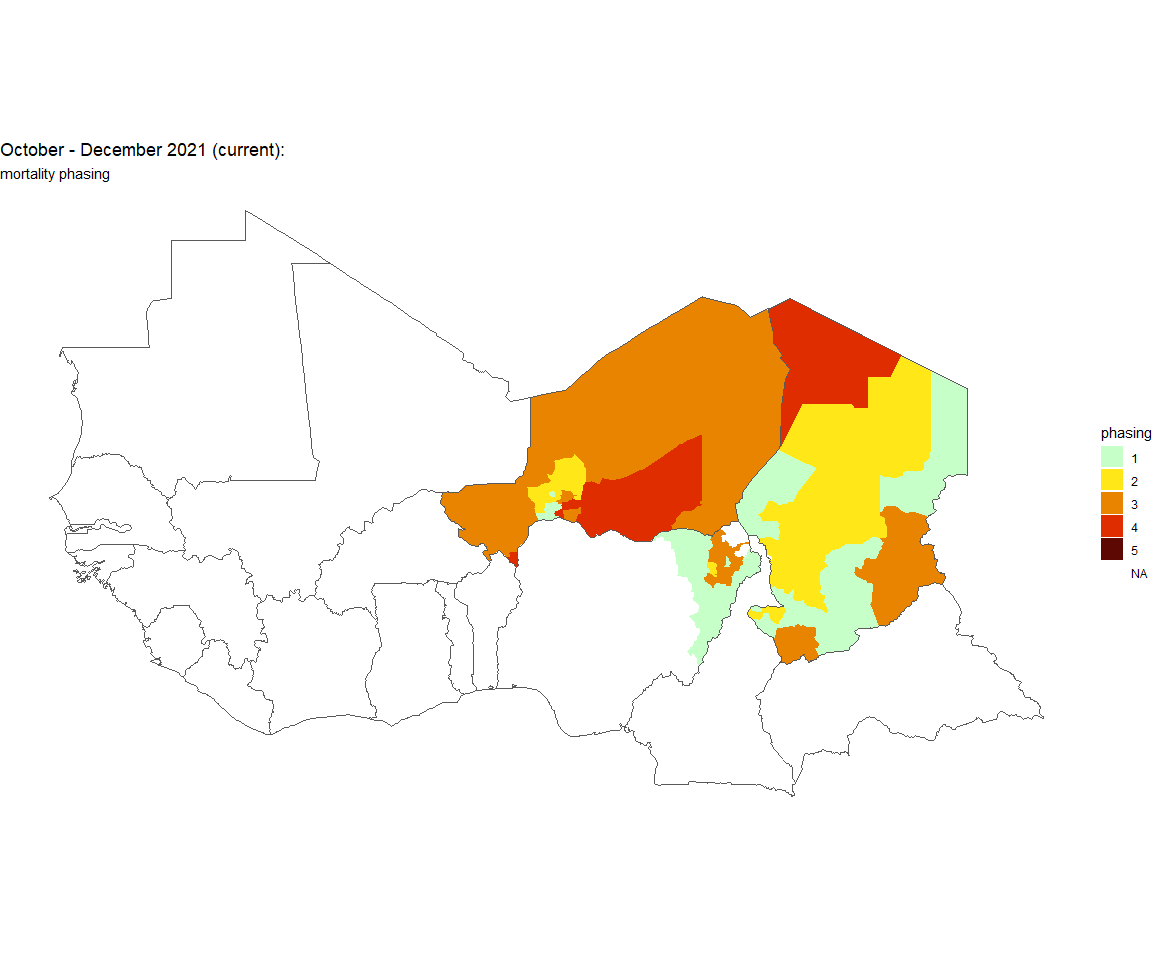 October - December 2021 (current):
mortality phasing
phasing
1
2
3
4
5
NA